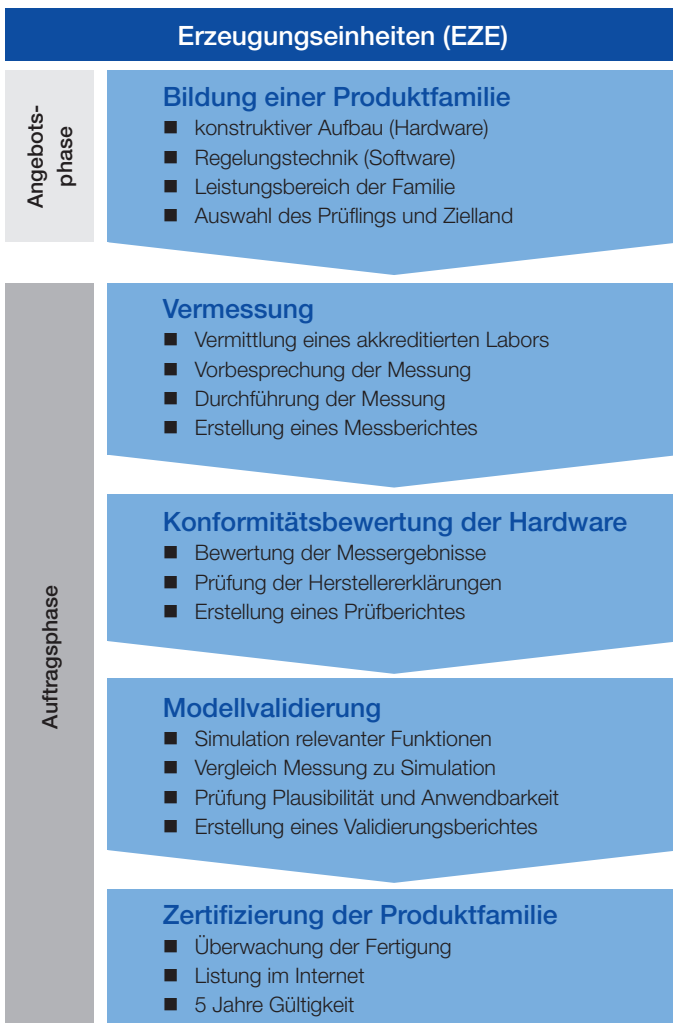 Erzeugungseinheiten (EZE)
Angebots-
phase
Bildung einer Produktfamilie
■ konstruktiver Aufbau (Hardware)
■ Regelungstechnik (Software)
■ Leistungsbereich der Familie
■ Auswahl des Prüflings und Zielland
Auftragsphase
Vermessung
■ Vermittlung eines akkreditierten Labors
■ Vorbesprechung der Messung
■ Durchführung der Messung
■ Erstellung eines Messberichtes
Konformitätsbewertung der Hardware
■ Bewertung der Messergebnisse
■ Prüfung der Herstellererklärungen
■ Erstellung eines Prüfberichtes
Modellvalidierung
■ Simulation relevanter Funktionen
■ Vergleich Messung zu Simulation
■ Prüfung Plausibilität und Anwendbarkeit
■ Erstellung eines Validierungsberichtes
Zertifizierung der Produktfamilie
■ Überwachung der Fertigung
■ Listung im Internet
■ 5 Jahre Gültigkeit